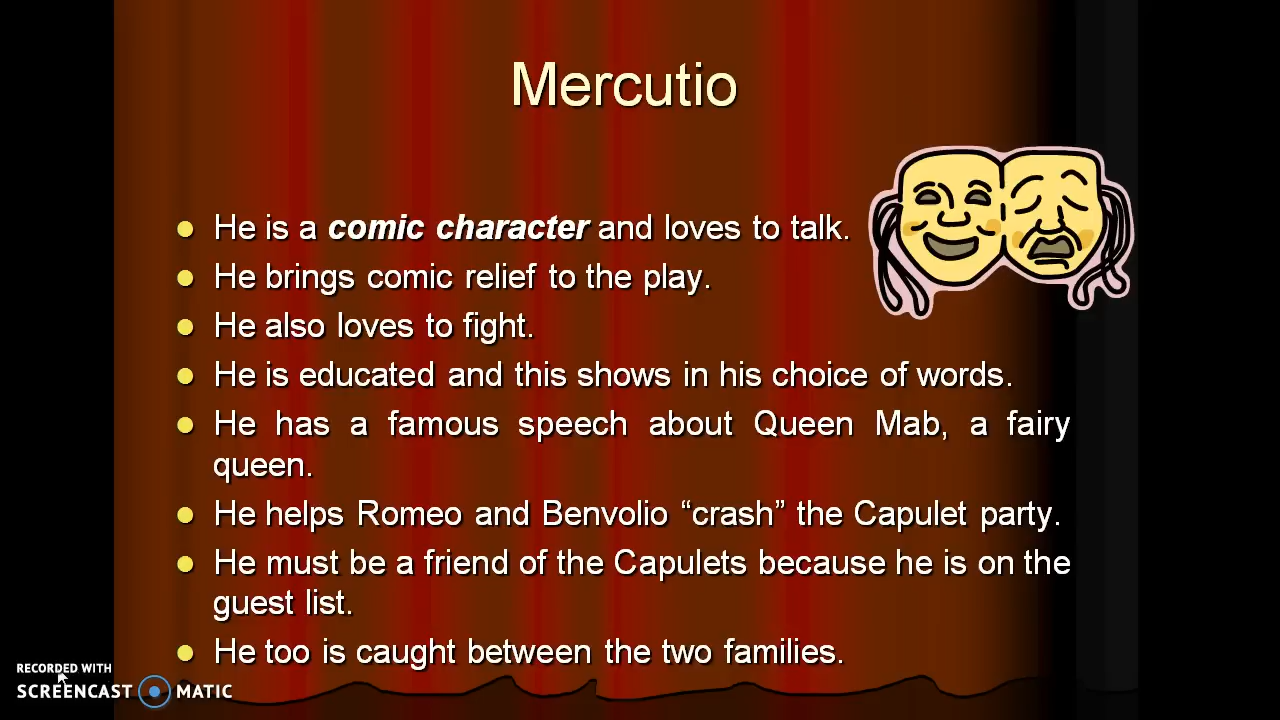 Mercutio
He is a comic character and loves to talk.
He brings comic relief to the play.
He also loves to fight.
He is educated and this shows in his choice of words.
He has a famous speech about Queen Mab, a fairy
queen.
He helps Romeo and Benvolio “crash” the Capulet party.
He must be a friend of the Capulets because he is on the
guest list.
He too is caught between the two families.
RECORDED WITH
SCREENCAST MATIC